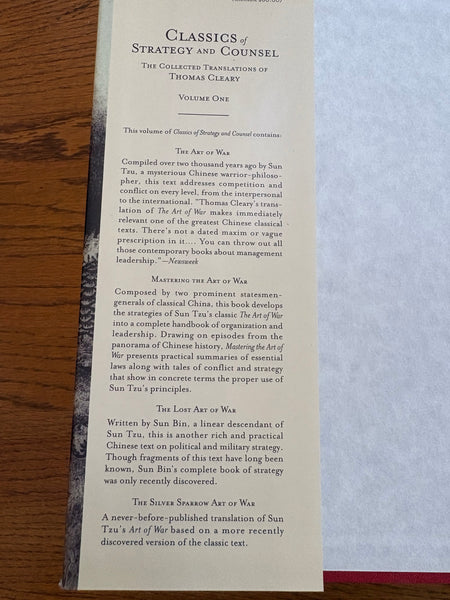 CLASSICS of
STRATEGY AND COUNSEL
THE COLLECTED TRANSLATIONS OF
THOMAS CLEARY
VOLUME ONE
This volume of Classics of Strategy and Counsel contains:
THE ART OF WAR
Compiled over two thousand years ago by Sun
Tzu, a mysterious Chinese warrior-philoso-
pher, this text addresses competition and
conflict on every level, from the interpersonal
to the international. "Thomas Cleary's trans-
lation of The Art of War makes immediately
relevant one of the greatest Chinese classical
texts. There's not a dated maxim or vague
prescription in it.... You can throw out all
those contemporary books about management
leadership."—Newsweek
MASTERING THE ART OF WAR
Composed by two prominent statesmen-
generals of classical China, this book develops
the strategies of Sun Tzu's classic The Art of War
into a complete handbook of organization and
leadership. Drawing on episodes from the
panorama of Chinese history, Mastering the Art of
War presents practical summaries of essential
laws along with tales of conflict and strategy
that show in concrete terms the proper use of
Sun Tzu's principles.
THE LOST ART OF WAR
Written by Sun Bin, a linear descendant of
Sun Tzu, this is another rich and practical
Chinese text on political and military strategy.
Though fragments of this text have long been
known, Sun Bin's complete book of strategy
was only recently discovered.
THE SILVER SPARROW ART OF WAR
A never-before-published translation of Sun
Tzu's Art of War based on a more recently
discovered version of the classic text.